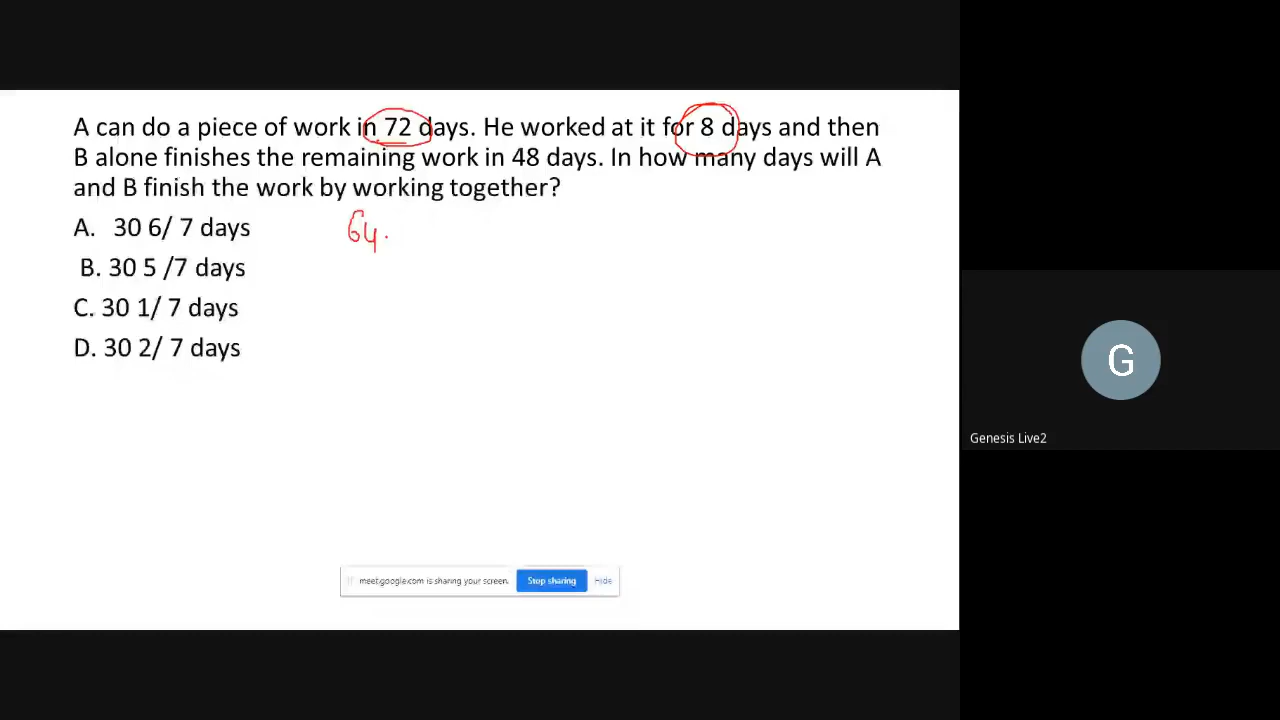 A can do a piece of work in 72 days. He worked at it for 8 days and then
B alone finishes the remaining work in 48 days. In how many days will A
and B finish the work by working together?
A. 30 6/ 7 days
64.
B. 30 5 /7 days
C. 30 1/ 7 days
D. 30 2/ 7 days
G
Genesis Live2
meet.google.com is sharing your screen. Stop sharing Hide